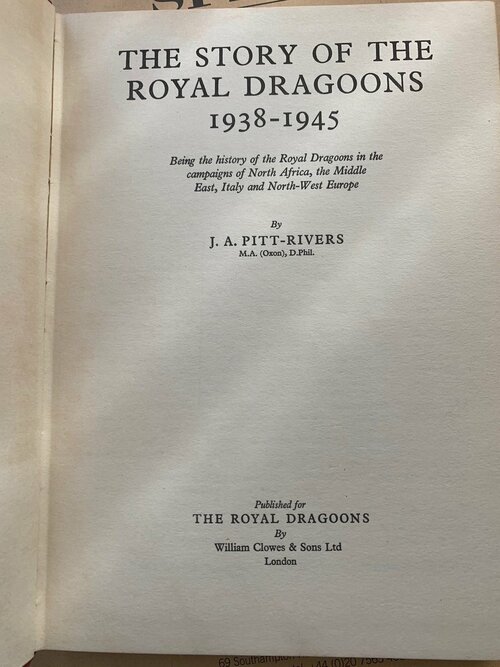 THE STORY OF THE
ROYAL DRAGOONS
1938-1945
Being the history of the Royal Dragoons in the
campaigns of North Africa, the Middle
East, Italy and North-West Europe
By
J. A. PITT-RIVERS
M.A. (Oxon), D.Phil.
Published for
THE ROYAL DRAGOONS
By
William Clowes & Sons Ltd
London
69 Southampton